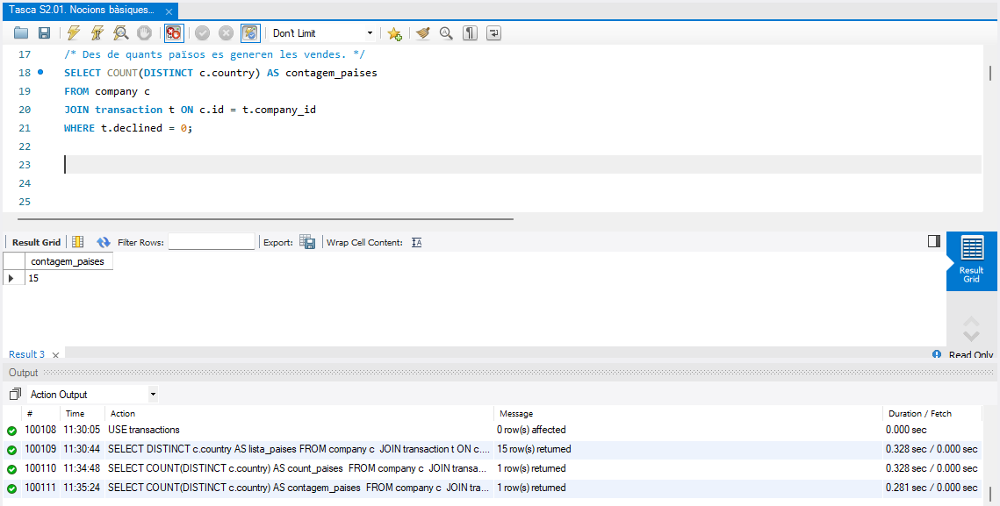 Tasca S2.01. Nocions bàsiques... ×
Don't Limit
17 /* Des de quants països es generen les vendes. */
18 SELECT COUNT(DISTINCT c.country) AS contagem_paises
19 FROM company c
20 JOIN transaction t ON c.id = t.company_id
21 WHERE t.declined = 0;
22
23
24
25
Result Grid Filter Rows: Export: Wrap Cell Content:
contagem_paises
15
Result Grid
Result 3 × Read Only
Output
Action Output
# Time Action Message Duration / Fetch
100108 11:30:05 USE transactions 0 row(s) affected 0.000 sec
100109 11:30:44 SELECT DISTINCT c.country AS lista_paises FROM company c JOIN transaction t ON c.... 15 row(s) returned 0.328 sec / 0.000 sec
100110 11:34:48 SELECT COUNT(DISTINCT c.country) AS count_paises FROM company c JOIN transa... 1 row(s) returned 0.328 sec / 0.000 sec
100111 11:35:24 SELECT COUNT(DISTINCT c.country) AS contagem_paises FROM company c JOIN tra... 1 row(s) returned 0.281 sec / 0.000 sec